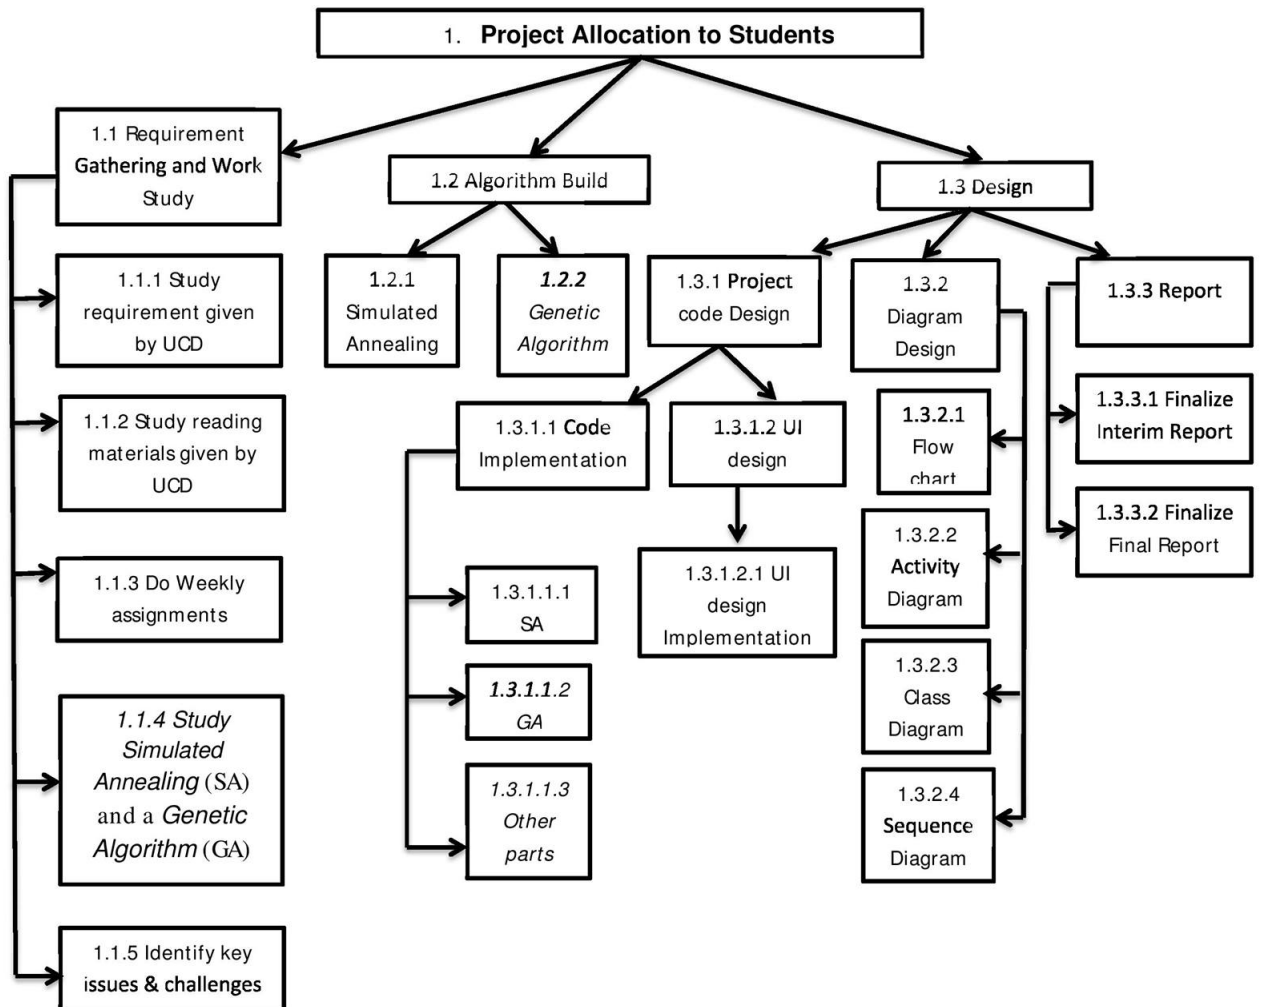 1. Project Allocation to Students
1.1 Requirement
Gathering and Work
Study
1.1.1 Study
requirement given
by UCD
1.1.2 Study reading
materials given by
UCD
1.1.3 Do Weekly
assignments
1.1.4 Study
Simulated
Annealing (SA)
and a Genetic
Algorithm (GA)
1.1.5 Identify key
issues & challenges
1.2 Algorithm Build
1.2.1
Simulated
Annealing
1.2.2
Genetic
Algorithm
1.3 Design
1.3.1 Project
code Design
1.3.1.1 Code
Implementation
1.3.1.1.1
SA
1.3.1.1.2
GA
1.3.1.1.3
Other
parts
1.3.1.2 UI
design
1.3.1.2.1 UI
design
Implementation
1.3.2
Diagram
Design
1.3.2.1
Flow
chart
1.3.2.2
Activity
Diagram
1.3.2.3
Class
Diagram
1.3.2.4
Sequence
Diagram
1.3.3 Report
1.3.3.1 Finalize
Interim Report
1.3.3.2 Finalize
Final Report